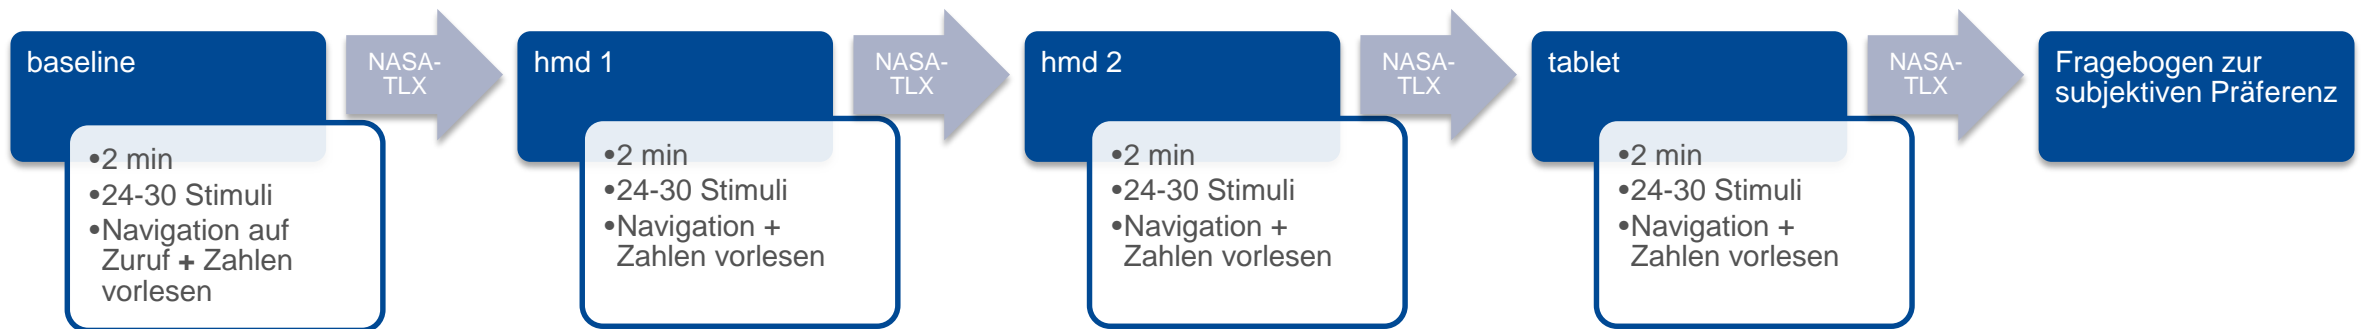 baseline
•2 min
•24-30 Stimuli
•Navigation auf
Zuruf + Zahlen
vorlesen
NASA-
TLX
hmd 1
•2 min
•24-30 Stimuli
•Navigation +
Zahlen vorlesen
NASA-
TLX
hmd 2
•2 min
•24-30 Stimuli
•Navigation +
Zahlen vorlesen
NASA-
TLX
tablet
•2 min
•24-30 Stimuli
•Navigation +
Zahlen vorlesen
NASA-
TLX
Fragebogen zur
subjektiven Präferenz